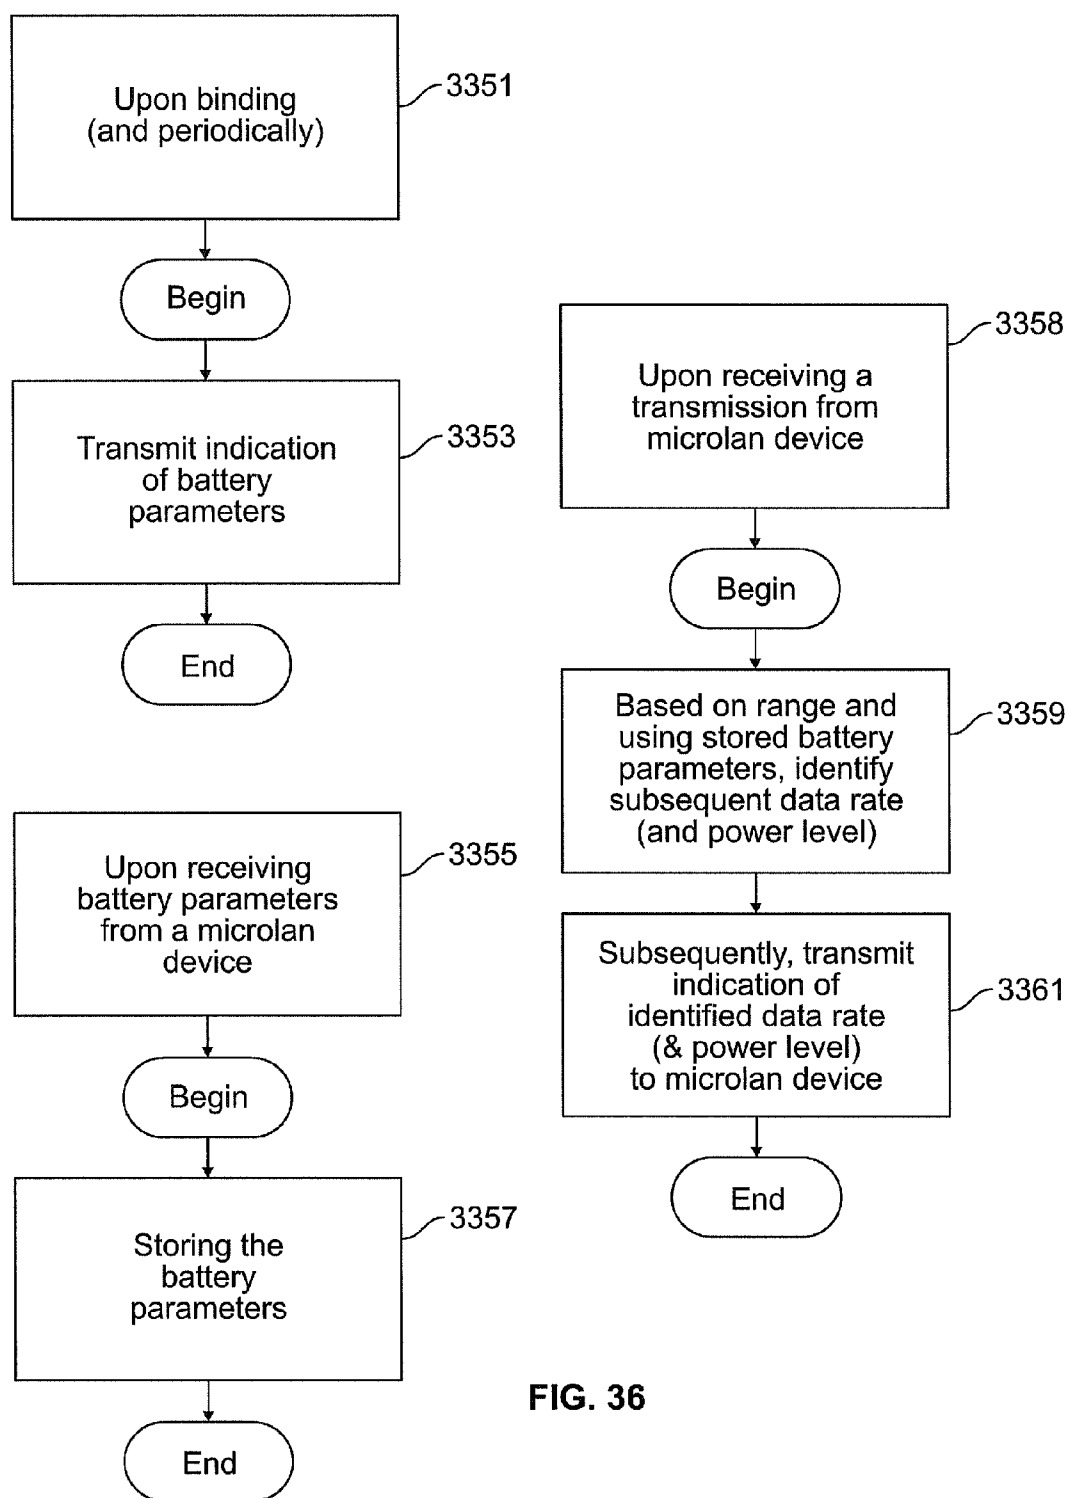 Upon binding
(and periodically)
3351
Begin
Transmit indication
of battery
parameters
3353
End
Upon receiving
battery parameters
from a microlan
device
3355
Begin
Storing the
battery
parameters
3357
End
Upon receiving a
transmission from
microlan device
3358
Begin
Based on range and
using stored battery
parameters, identify
subsequent data rate
(and power level)
3359
Subsequently, transmit
indication of
identified data rate
(& power level)
to microlan device
3361
End
FIG. 36